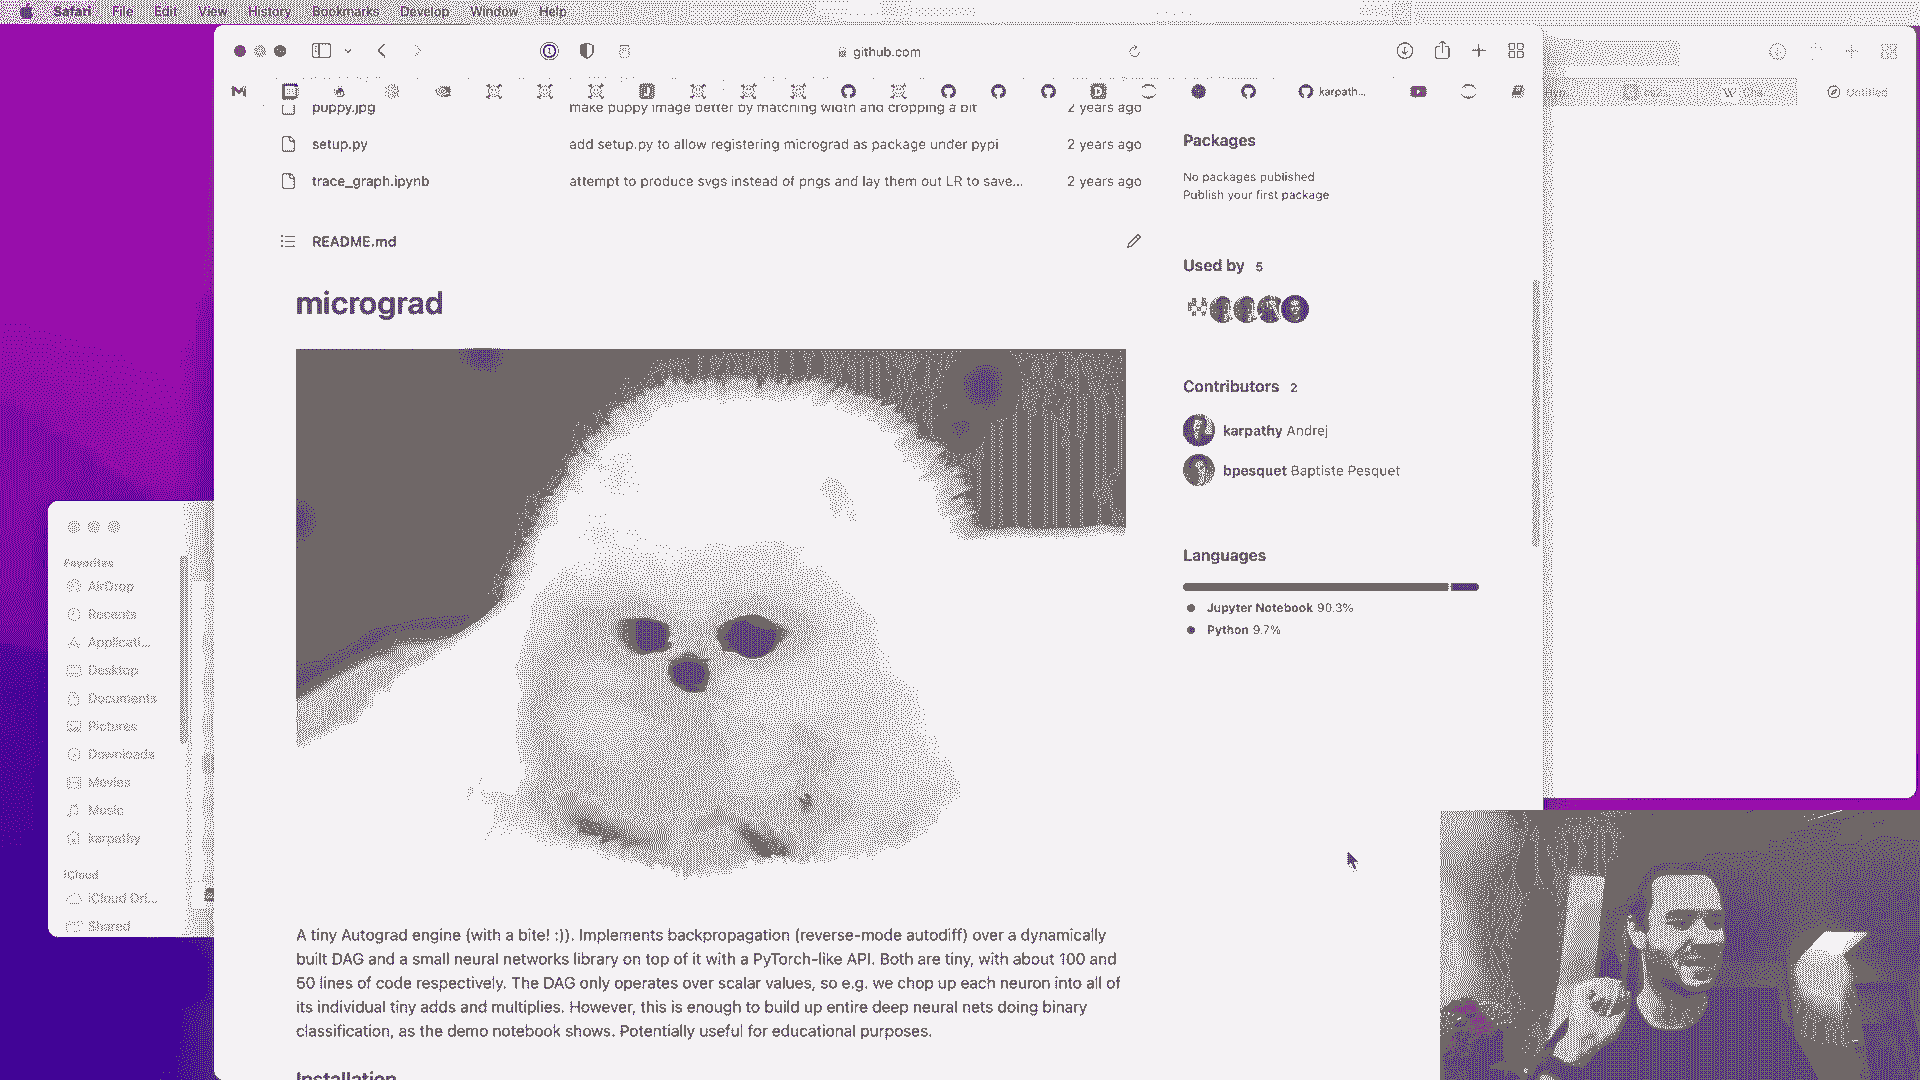 Safari File Edit View History Bookmarks Develop Window Help
github.com
karpath...
Untitled
puppy.jpg make puppy image better by matching width and cropping a bit 2 years ago
setup.py add setup.py to allow registering micrograd as package under pypi 2 years ago
trace_graph.ipynb attempt to produce svgs instead of pngs and lay them out LR to save... 2 years ago
README.md
micrograd
A tiny Autograd engine (with a bite! :)). Implements backpropagation (reverse-mode autodiff) over a dynamically
built DAG and a small neural networks library on top of it with a PyTorch-like API. Both are tiny, with about 100 and
50 lines of code respectively. The DAG only operates over scalar values, so e.g. we chop up each neuron into all of
its individual tiny adds and multiplies. However, this is enough to build up entire deep neural nets doing binary
classification, as the demo notebook shows. Potentially useful for educational purposes.
Installation
Packages
No packages published
Publish your first package
Used by 5
Contributors 2
karpathy Andrej
bpesquet Baptiste Pesquet
Languages
Jupyter Notebook 90.3%
Python 9.7%
Favorites
AirDrop
Recents
Applicati...
Desktop
Documents
Pictures
Downloads
Movies
Music
karpathy
iCloud
iCloud Dri...
Shared